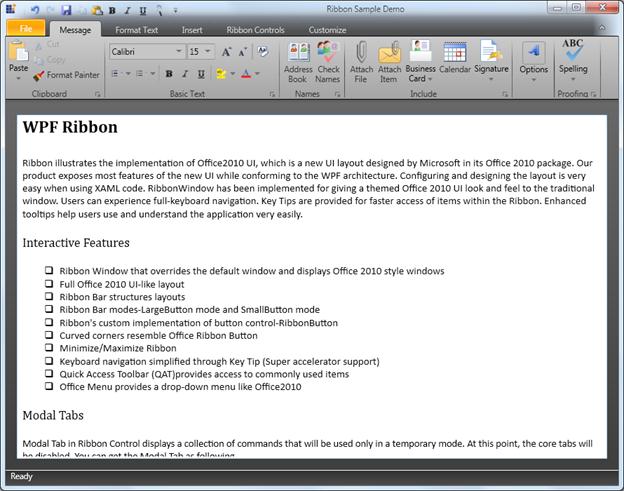 Ribbon Sample Demo
File Message Format Text Insert Ribbon Controls Customize
Paste
Cut
Copy
Format Painter
Clipboard
Calibri 15
B I U
Basic Text
Address Book
Check Names
Names
Attach File
Attach Item
Business Card
Calendar
Signature
Include
Options
ABC
Spelling
Proofing
WPF Ribbon
Ribbon illustrates the implementation of Office2010 UI, which is a new UI layout designed by Microsoft in its Office 2010 package. Our
product exposes most features of the new UI while conforming to the WPF architecture. Configuring and designing the layout is very
easy when using XAML code. RibbonWindow has been implemented for giving a themed Office 2010 UI look and feel to the traditional
window. Users can experience full-keyboard navigation. Key Tips are provided for faster access of items within the Ribbon. Enhanced
tooltips help users use and understand the application very easily.
Interactive Features
Ribbon Window that overrides the default window and displays Office 2010 style windows
Full Office 2010 UI-like layout
Ribbon Bar structures layouts
Ribbon Bar modes-LargeButton mode and SmallButton mode
Ribbon's custom implementation of button control-RibbonButton
Curved corners resemble Office Ribbon Button
Minimize/Maximize Ribbon
Keyboard navigation simplified through Key Tip (Super accelerator support)
Quick Access Toolbar (QAT)provides access to commonly used items
Office Menu provides a drop-down menu like Office2010
Modal Tabs
Modal Tab in Ribbon Control displays a collection of commands that will be used only in a temporary mode. At this point, the core tabs will
be disabled. You can get the Modal Tab as following
Ready